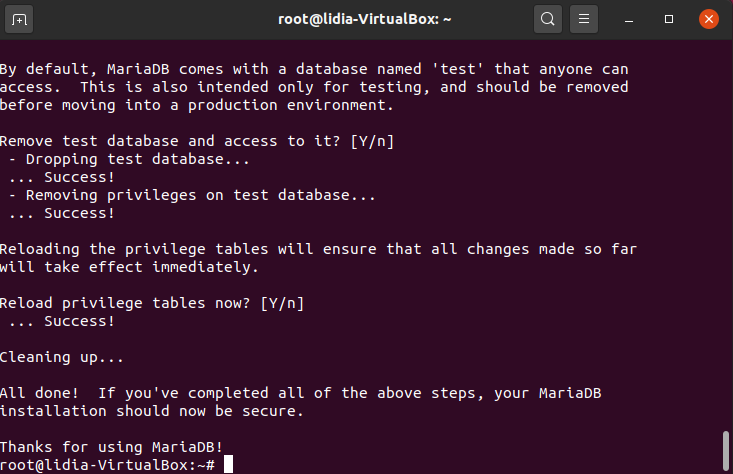 root@lidia-VirtualBox: ~
By default, MariaDB comes with a database named 'test' that anyone can
access.  This is also intended only for testing, and should be removed
before moving into a production environment.
Remove test database and access to it? [Y/n]
 - Dropping test database...
 ... Success!
 - Removing privileges on test database...
 ... Success!
Reloading the privilege tables will ensure that all changes made so far
will take effect immediately.
Reload privilege tables now? [Y/n]
 ... Success!
Cleaning up...
All done!  If you've completed all of the above steps, your MariaDB
installation should now be secure.
Thanks for using MariaDB!
root@lidia-VirtualBox:~#